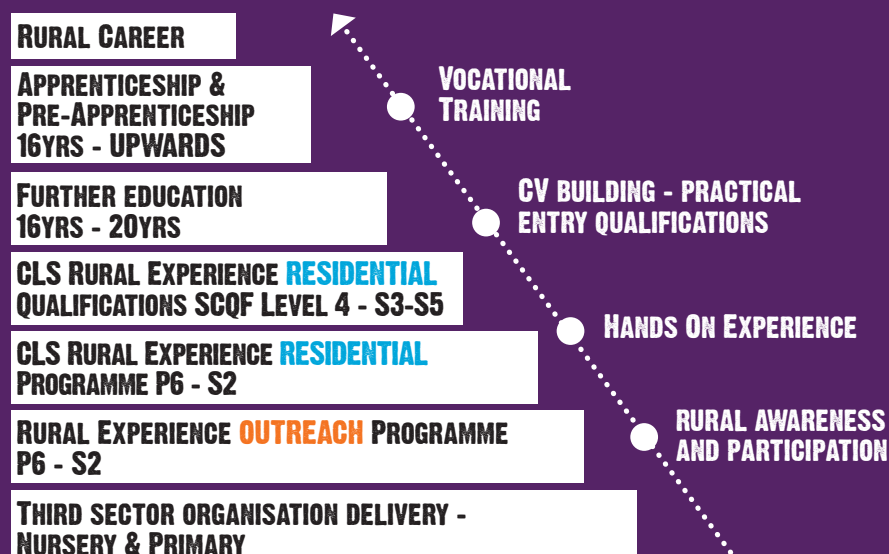 Rural Career
Apprenticeship &
Pre-Apprenticeship
16yrs - upwards
Further education
16yrs - 20yrs
CLS Rural Experience residential
Qualifications SCQF Level 4 - S3-S5
CLS Rural Experience residential
Programme P6 - S2
Rural Experience outreach Programme
P6 - S2
Third sector organisation delivery -
Nursery & Primary
Vocational
Training
CV building - practical
entry qualifications
Hands On Experience
rural awareness
and participation